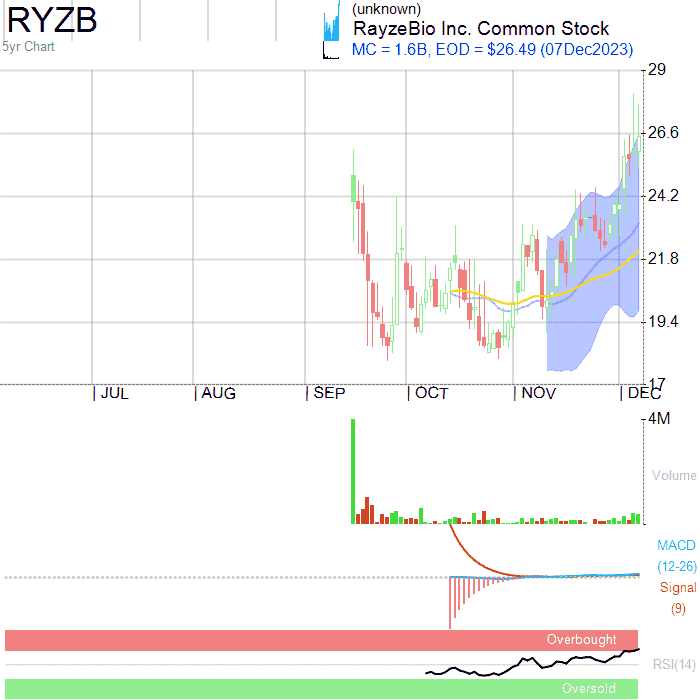 RYZB
5yr Chart
(unknown)
RayzeBio Inc. Common Stock
MC = 1.6B, EOD = $26.49 (07Dec2023)
29
26.6
24.2
21.8
19.4
17
JUL AUG SEP OCT NOV DEC
4M
Volume
MACD
(12-26)
Signal
(9)
Overbought
RSI(14)
Oversold